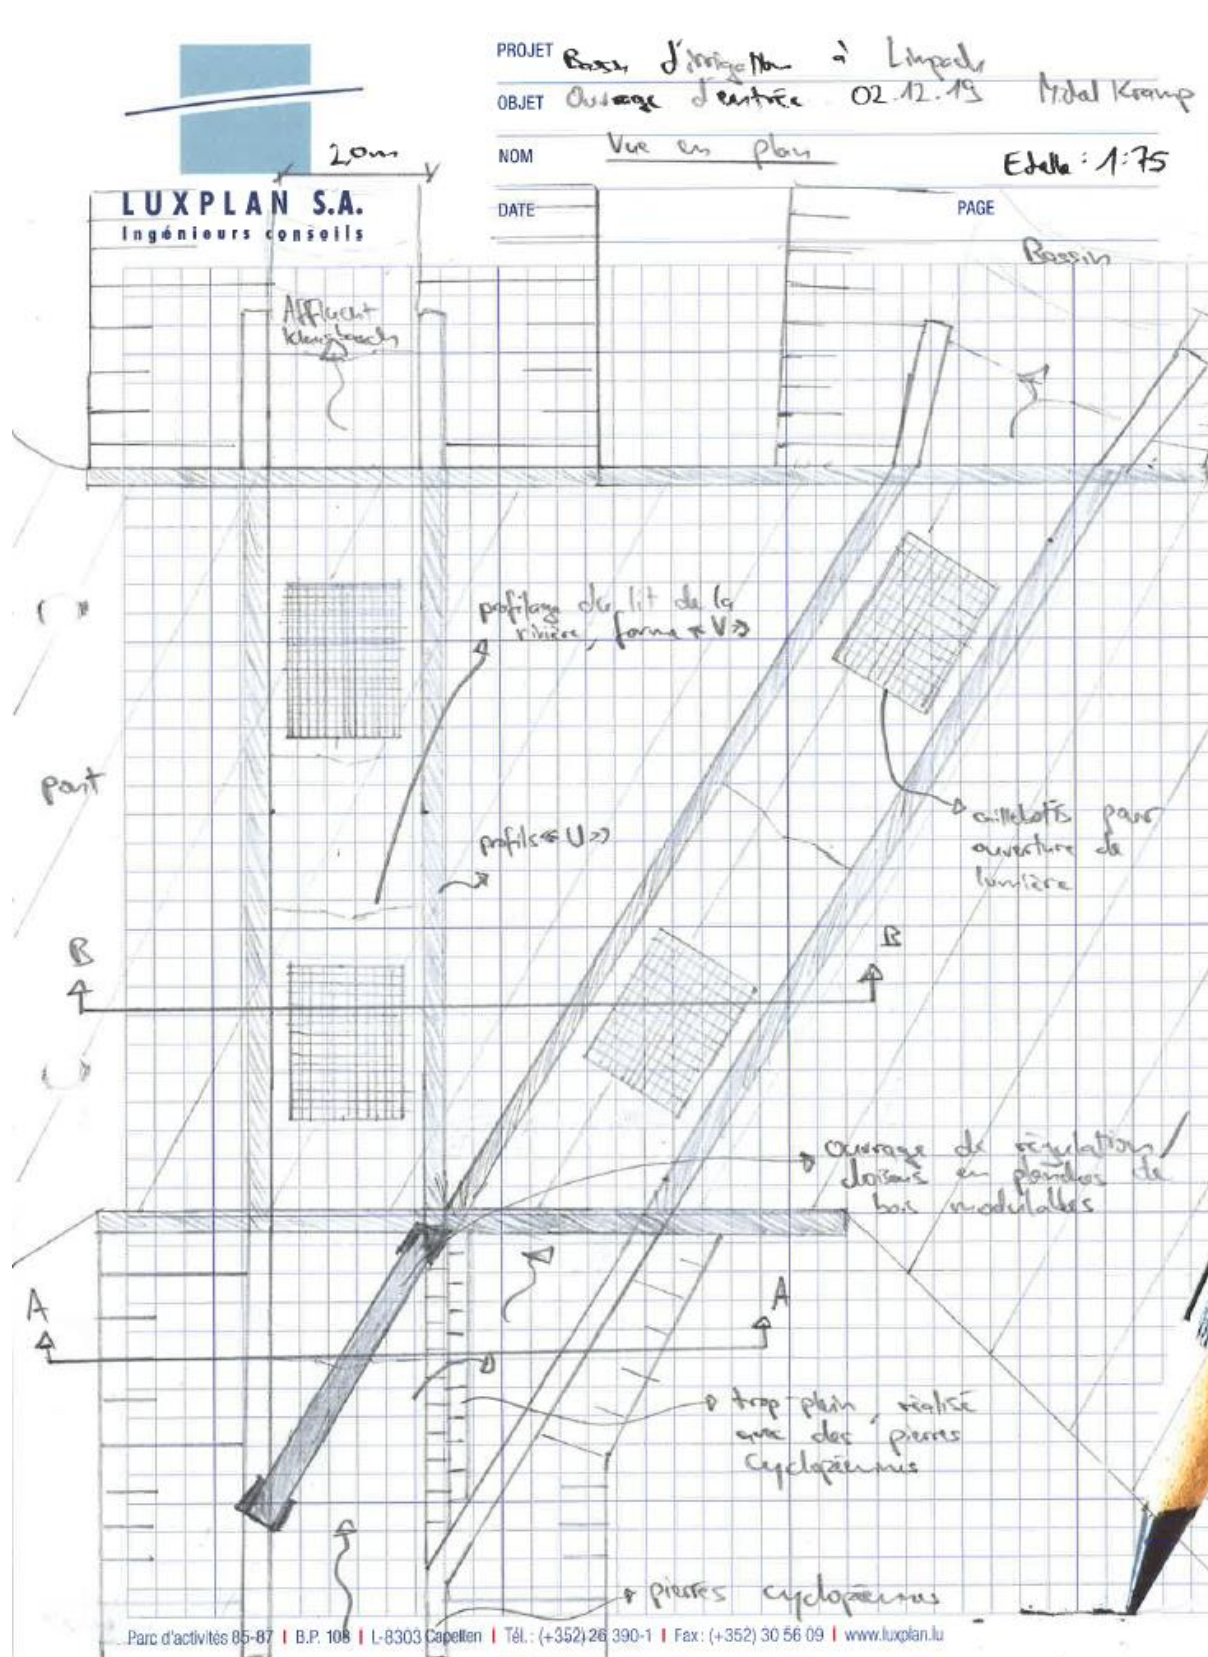 PROJET Bassin d'irrigation à Limpach
OBJET Ouvrage d'entrée 02.12.19
NOM Vue en plan
Echelle : 1:75
DATE
PAGE
LUXPLAN S.A.
Ingénieurs conseils
2,0m
Bassin
Affluent
profilage du lit de la
rivière, forme « V »
pont
profils « U »
caillebotis pour
ouverture de
lumière
B
B
ouvrage de régulation /
cloisons en planches de
bois modulables
A
A
trop-plein, réalisé
avec des pierres
cyclopéennes
pierres cyclopéennes
Parc d'activités 85-87 | B.P. 108 | L-8303 Capellen | Tél.: (+352) 26 390-1 | Fax: (+352) 30 56 09 | www.luxplan.lu